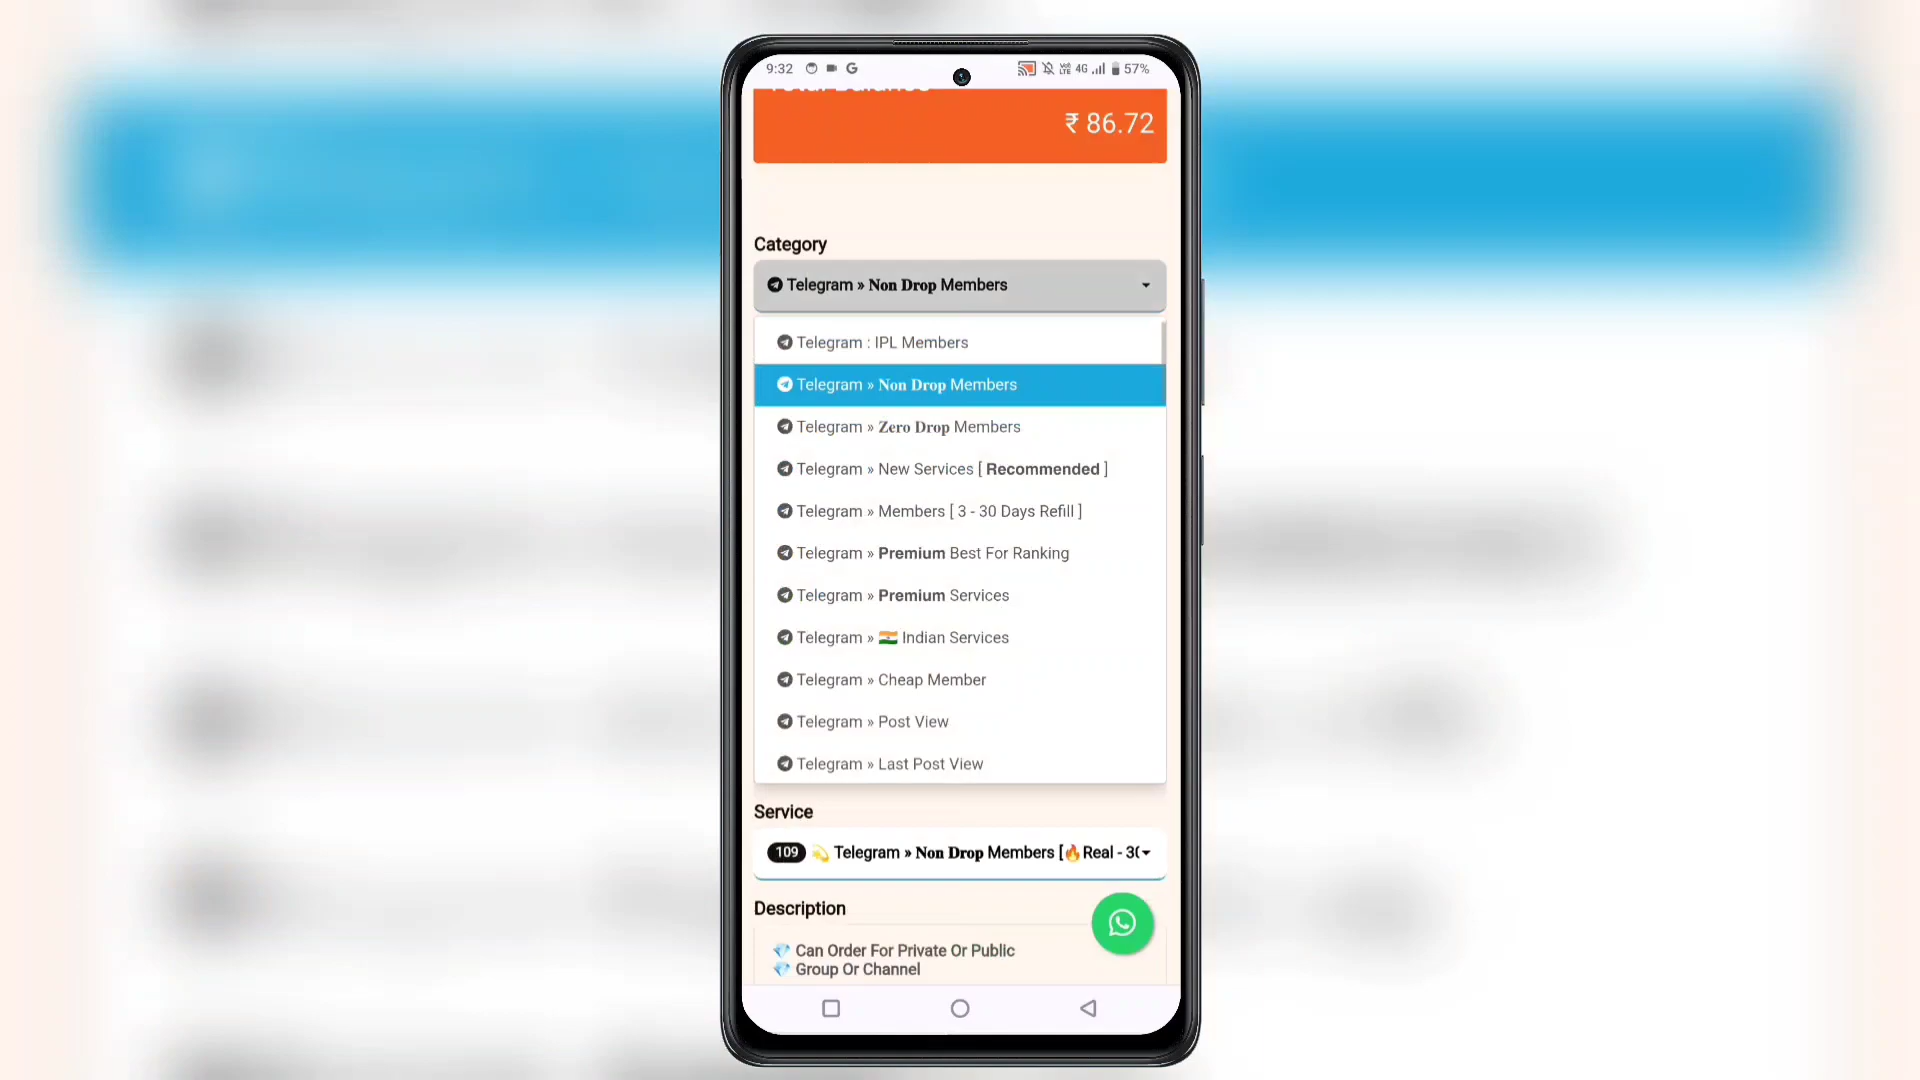 9:32 G 4G 57%
₹ 86.72
Category
Telegram » Non Drop Members
Telegram : IPL Members
Telegram » Non Drop Members
Telegram » Zero Drop Members
Telegram » New Services [ Recommended ]
Telegram » Members [ 3 - 30 Days Refill ]
Telegram » Premium Best For Ranking
Telegram » Premium Services
Telegram » 🇮🇳 Indian Services
Telegram » Cheap Member
Telegram » Post View
Telegram » Last Post View
Service
109 💫 Telegram » Non Drop Members [🔥Real - 30
Description
💎 Can Order For Private Or Public
💎 Group Or Channel